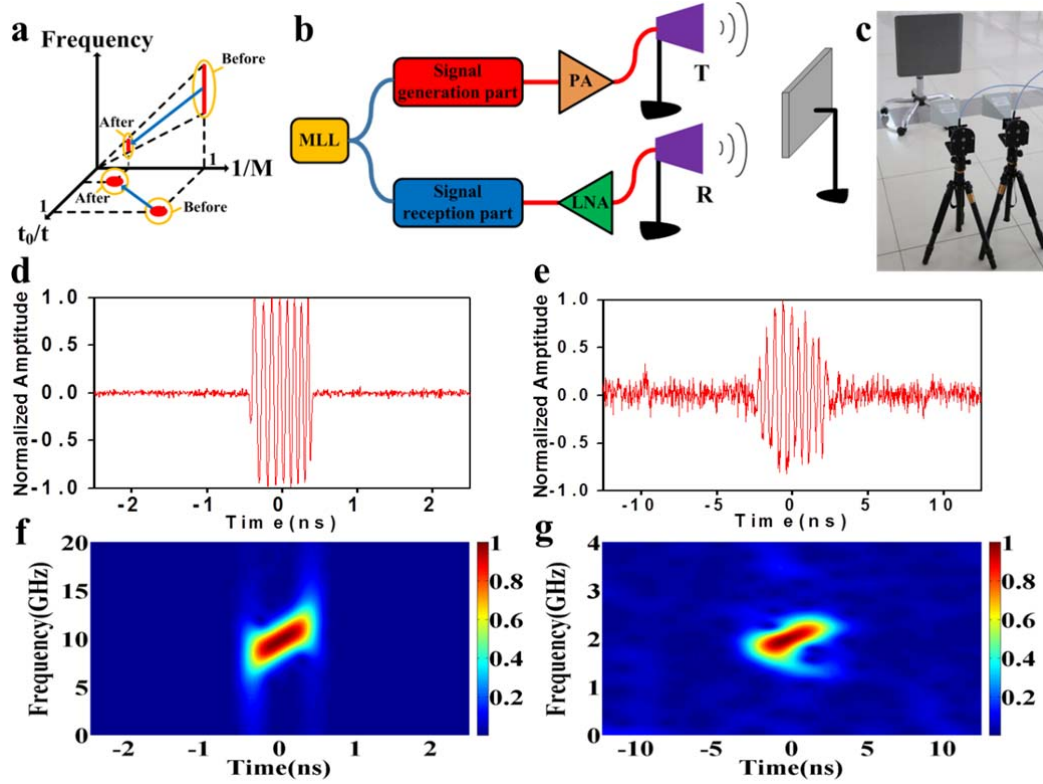 a
Frequency
Before
After
1
1/M
After
Before
1
t₀/t
b
MLL
Signal
generation part
PA
T
Signal
reception part
LNA
R
c
d
Normalized Amptitude
1.0
0.5
0.0
-0.5
-1.0
-2 -1 0 1 2
Tim e(ns)
e
Normalized Amptitude
1.0
0.5
0.0
-0.5
-1.0
-10 -5 0 5 10
Tim e(ns)
f
Frequency(GHz)
20
15
10
5
0
-2 -1 0 1 2
Time(ns)
1
0.8
0.6
0.4
0.2
g
Frequency(GHz)
4
3
2
1
0
-10 -5 0 5 10
Time(ns)
1
0.8
0.6
0.4
0.2